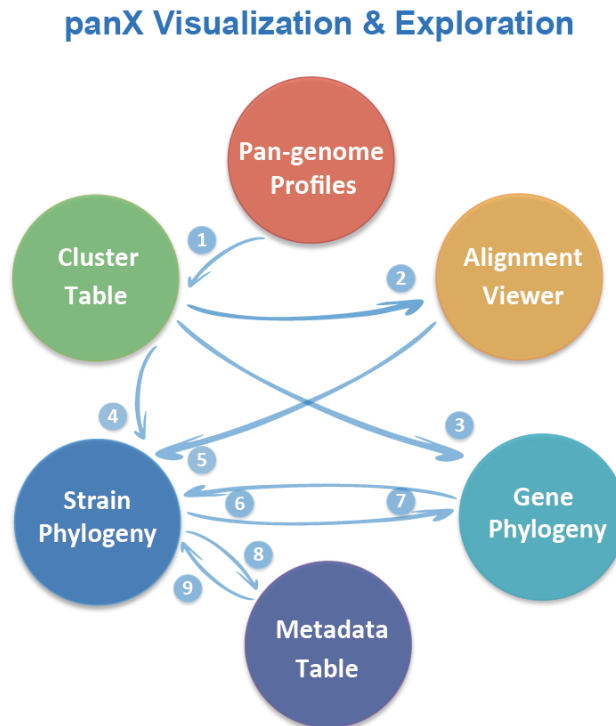 panX Visualization & Exploration
Pan-genome
Profiles
1
Cluster
Table
2
Alignment
Viewer
4
3
5
Strain
Phylogeny
6
7
Gene
Phylogeny
8
9
Metadata
Table